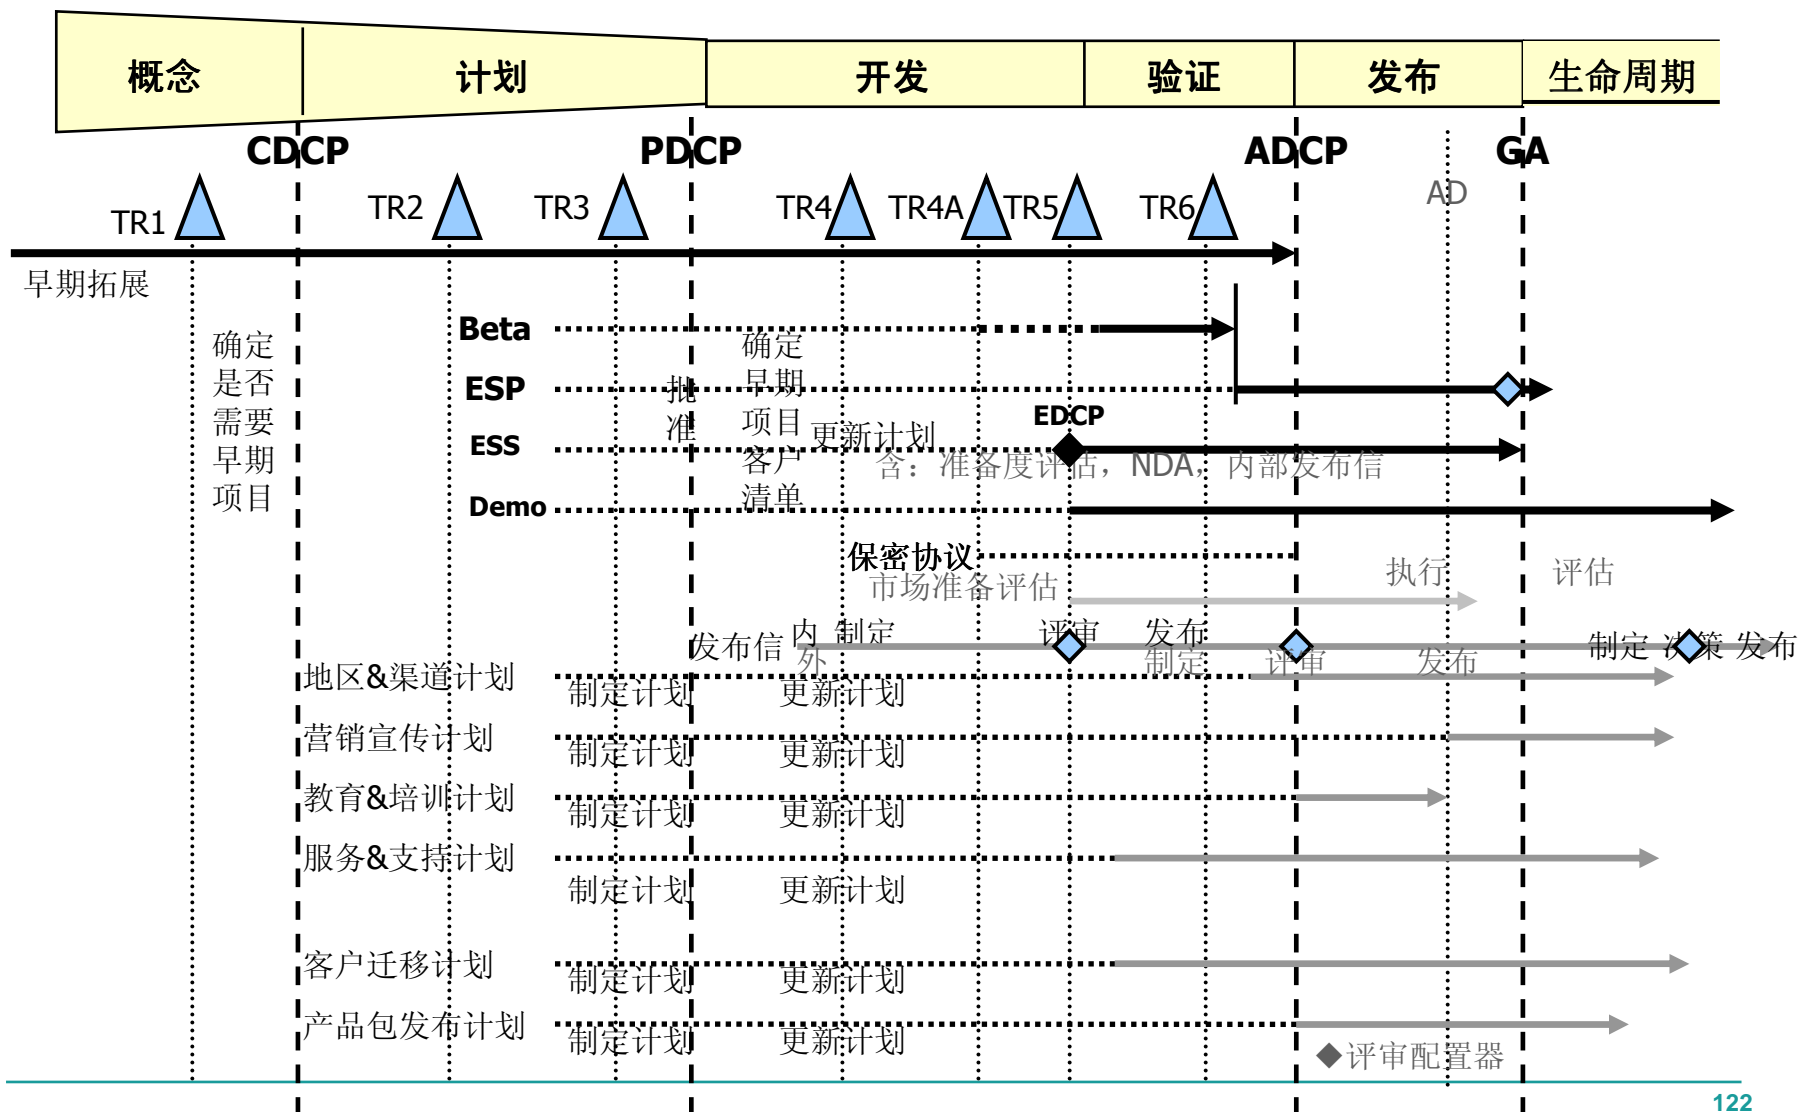 概念 计划 开发 验证 发布 生命周期
CDCP PDCP ADCP GA
AD
TR1 TR2 TR3 TR4 TR4A TR5 TR6
早期拓展
确定
是否
需要
早期
项目
Beta
ESP
ESS
Demo
批
准
确定
早期
项目
客户
清单
更新计划
EDCP
含：准备度评估，NDA，内部发布信
保密协议
市场准备评估 执行 评估
发布信 内 制定 评审 发布 制定 决策 发布
外 制定 评审 发布
地区&渠道计划
制定计划 更新计划
营销宣传计划
制定计划 更新计划
教育&培训计划
制定计划 更新计划
服务&支持计划
制定计划 更新计划
客户迁移计划
制定计划 更新计划
产品包发布计划
制定计划 更新计划
◆评审配置器
122